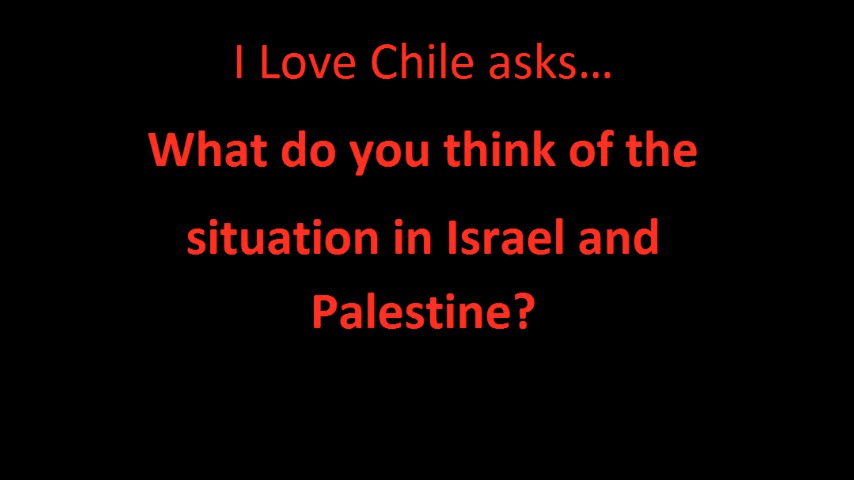 I Love Chile asks...
What do you think of the
situation in Israel and
Palestine?